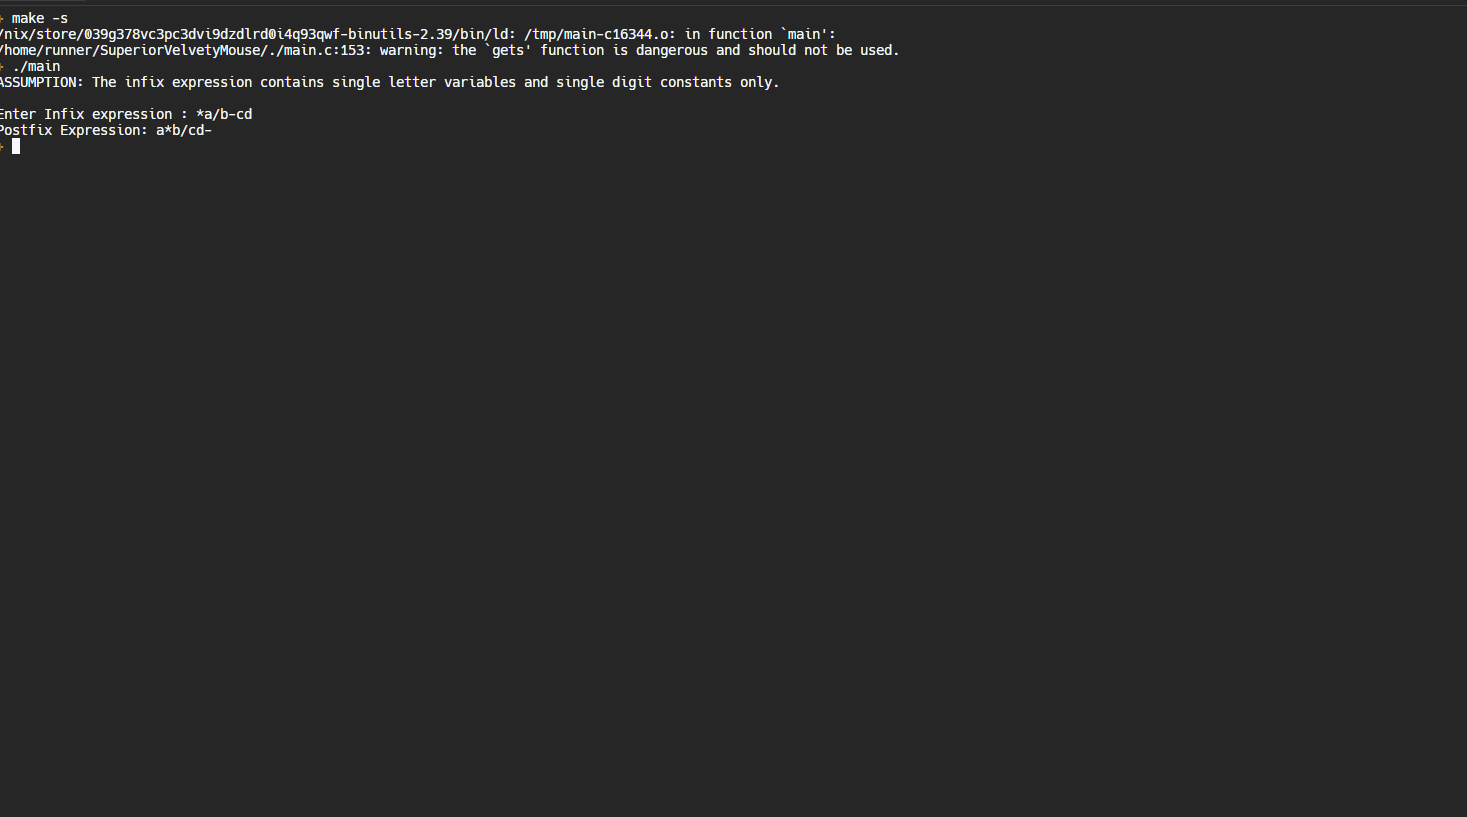 make -s
/nix/store/039g378vc3pc3dvi9dzdlrd0i4q93qwf-binutils-2.39/bin/ld: /tmp/main-c16344.o: in function `main':
/home/runner/SuperiorVelvetyMouse/./main.c:153: warning: the `gets' function is dangerous and should not be used.
./main
ASSUMPTION: The infix expression contains single letter variables and single digit constants only.
Enter Infix expression : *a/b-cd
Postfix Expression: a*b/cd-